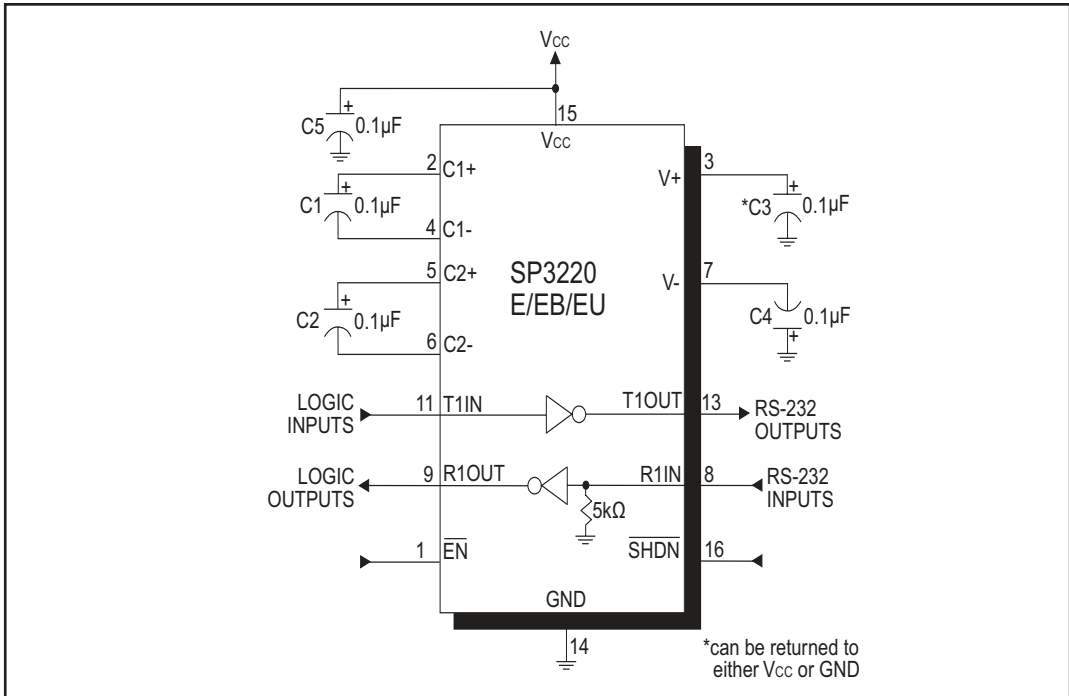 VCC
+
C5 0.1µF
15
VCC
2 C1+
+
C1 0.1µF
4 C1-
5 C2+
+
C2 0.1µF
6 C2-
V+ 3
+
*C3 0.1µF
V- 7
C4 0.1µF
+
SP3220
E/EB/EU
LOGIC
INPUTS
11 T1IN
T1OUT 13
RS-232
OUTPUTS
LOGIC
OUTPUTS
9 R1OUT
R1IN 8
RS-232
INPUTS
5kΩ
1 EN
SHDN 16
GND
14
*can be returned to
either VCC or GND